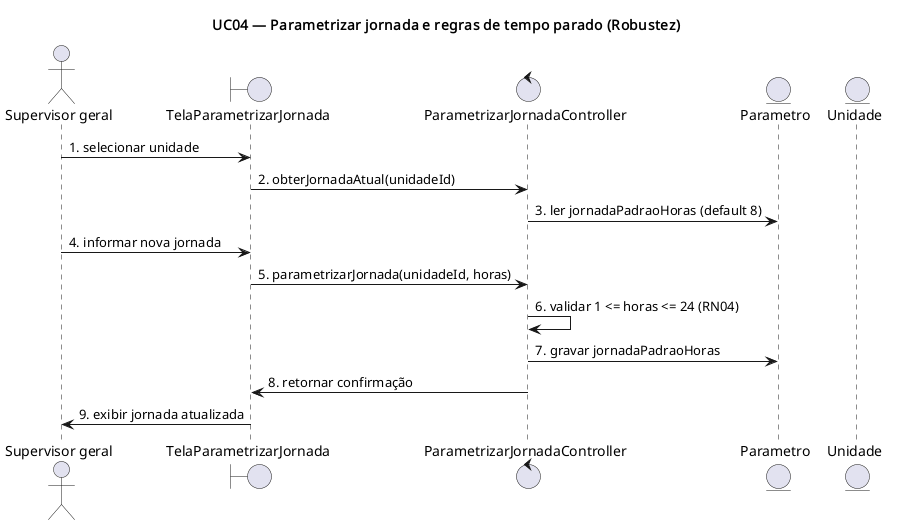 UC04 — Parametrizar jornada e regras de tempo parado (Robustez)
Supervisor geral
TelaParametrizarJornada
ParametrizarJornadaController
Parametro
Unidade
1. selecionar unidade
2. obterJornadaAtual(unidadeId)
3. ler jornadaPadraoHoras (default 8)
4. informar nova jornada
5. parametrizarJornada(unidadeId, horas)
6. validar 1 <= horas <= 24 (RN04)
7. gravar jornadaPadraoHoras
8. retornar confirmação
9. exibir jornada atualizada
Supervisor geral
TelaParametrizarJornada
ParametrizarJornadaController
Parametro
Unidade